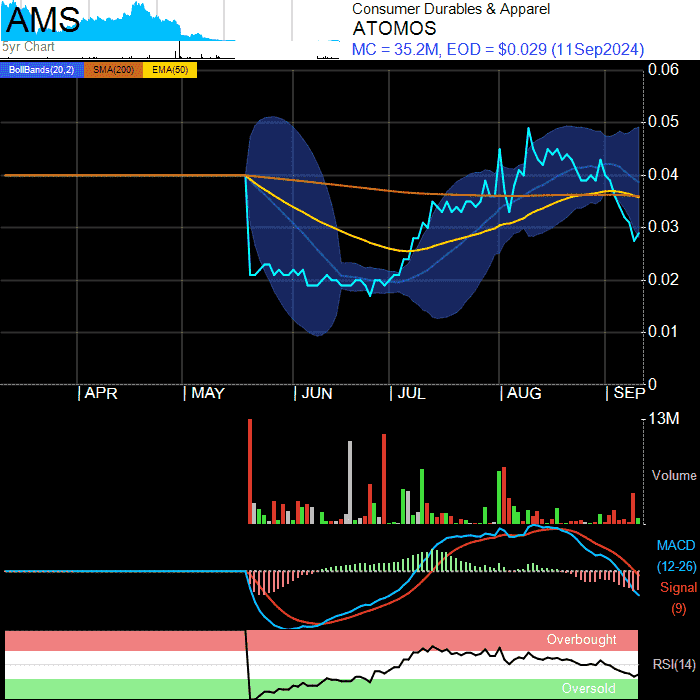 AMS
5yr Chart
Consumer Durables & Apparel
ATOMOS
MC = 35.2M, EOD = $0.029 (11Sep2024)
BollBands(20,2) SMA(200) EMA(50)
0.06
0.05
0.04
0.03
0.02
0.01
0
APR MAY JUN JUL AUG SEP
13M
Volume
MACD
(12-26)
Signal
(9)
Overbought
RSI(14)
Oversold